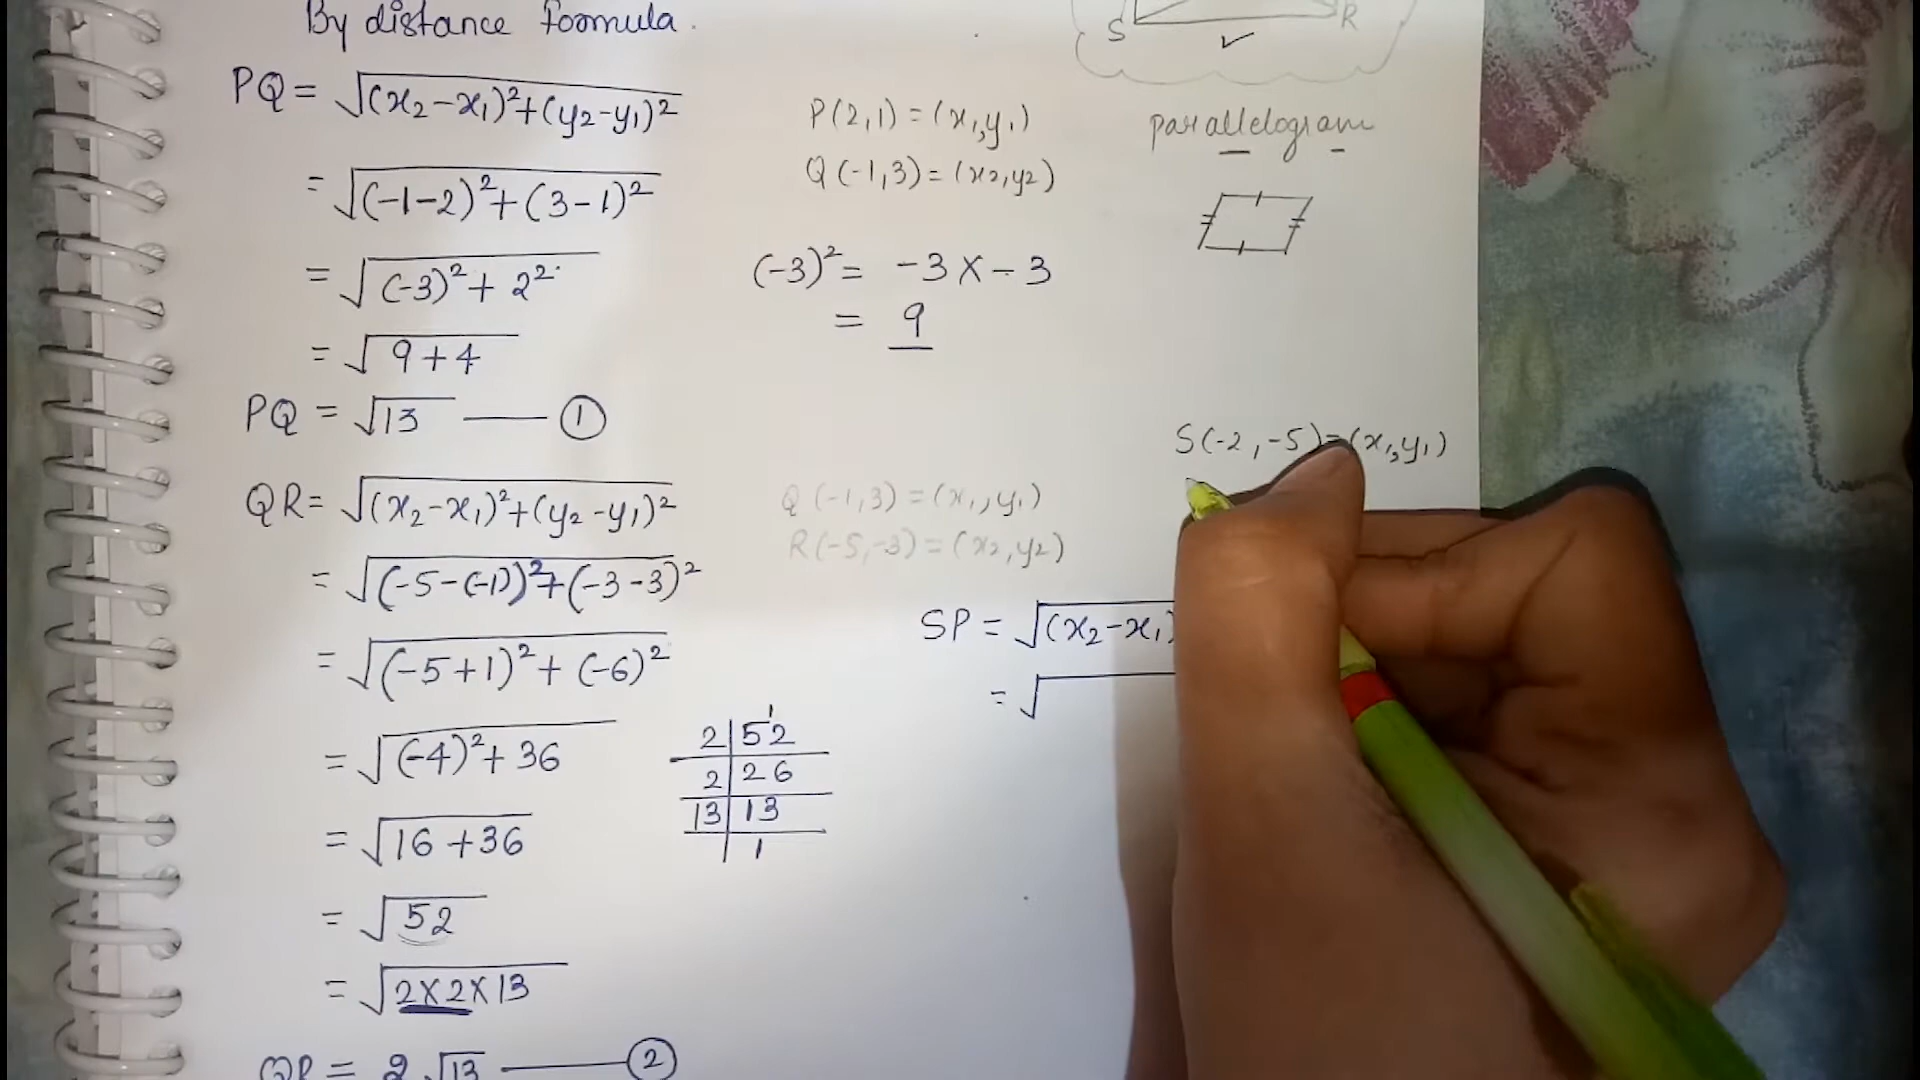 By distance formula.
PQ = √(x₂-x₁)²+(y₂-y₁)²
= √(-1-2)²+(3-1)²
= √(-3)²+2²
= √9+4
PQ = √13 —— ①
QR = √(x₂-x₁)²+(y₂-y₁)²
= √(-5-(-1))²+(-3-3)²
= √(-5+1)²+(-6)²
= √(-4)²+36
= √16+36
= √52
= √2×2×13
QR = 2√13 —— ②
P(2,1) = (x₁,y₁)
Q(-1,3) = (x₂,y₂)
(-3)² = -3×-3
= 9
Q(-1,3) = (x₁,y₁)
R(-5,-3) = (x₂,y₂)
2|52
2|26
13|13
|1
S R
✓
parallelogram
S(-2,-5) = (x₁,y₁)
SP = √(x₂-x₁)
= √